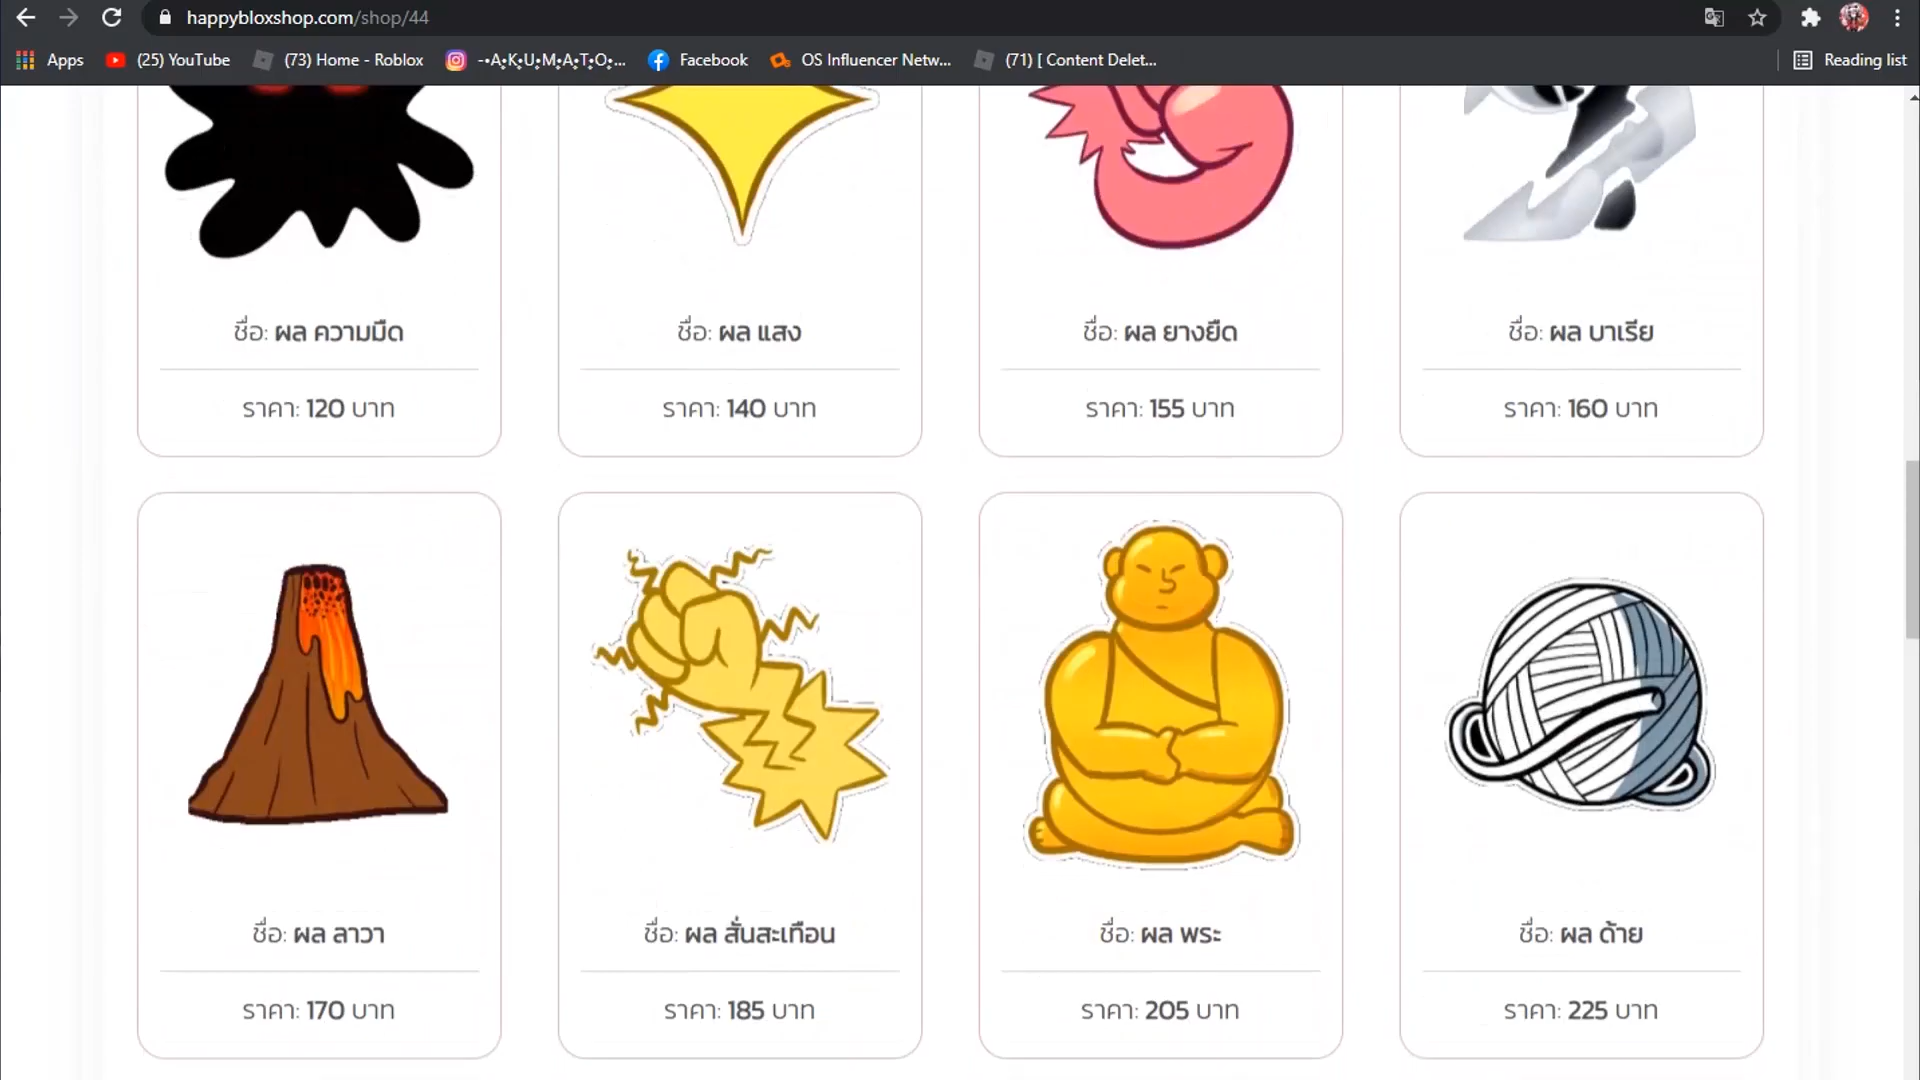 happybloxshop.com/shop/44
Apps
(25) YouTube
(73) Home - Roblox
-•A•K•U•M•A•T•O•...
Facebook
OS Influencer Netw...
(71) [ Content Delet...
Reading list
ชื่อ: ผล ความมืด
ชื่อ: ผล แสง
ชื่อ: ผล ยางยืด
ชื่อ: ผล บาเรีย
ราคา: 120 บาท
ราคา: 140 บาท
ราคา: 155 บาท
ราคา: 160 บาท
ชื่อ: ผล ลาวา
ชื่อ: ผล สั่นสะเทือน
ชื่อ: ผล พระ
ชื่อ: ผล ด้าย
ราคา: 170 บาท
ราคา: 185 บาท
ราคา: 205 บาท
ราคา: 225 บาท